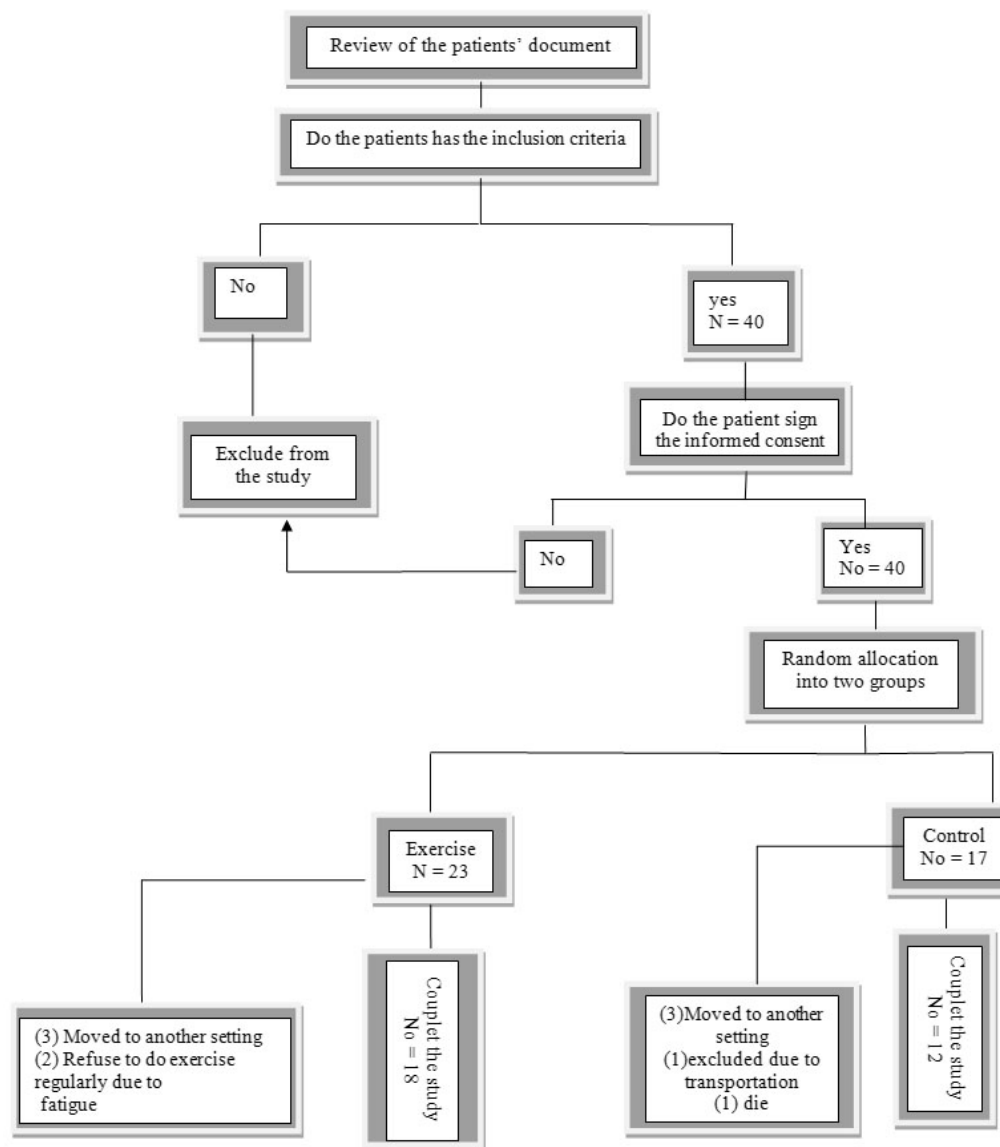 Review of the patients’ document
Do the patients has the inclusion criteria
No
yes
N = 40
Do the patient sign
the informed consent
Exclude from
the study
No
Yes
No = 40
Random allocation
into two groups
Exercise
N = 23
Control
No = 17
(3) Moved to another setting
(2) Refuse to do exercise
regularly due to
fatigue
Couplet the study
No = 18
(3)Moved to another
setting
(1)excluded due to
transportation
(1) die
Couplet the study
No = 12